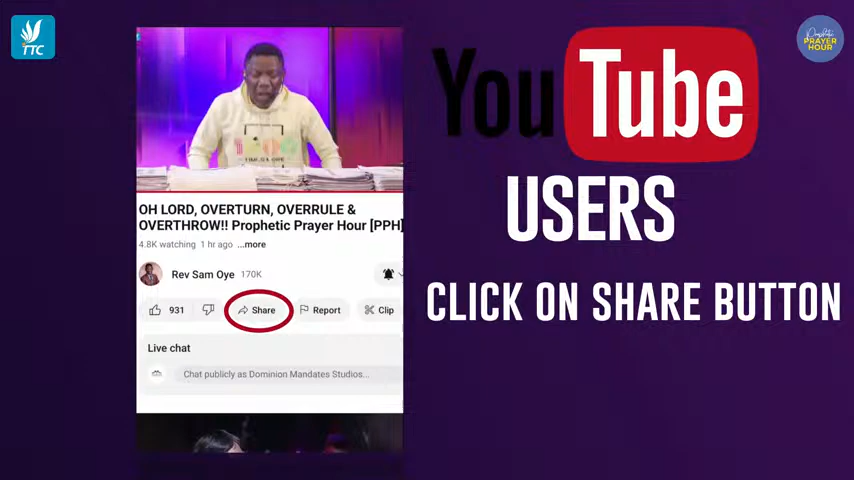 TTC
Prophetic
PRAYER
HOUR
YouTube
USERS
CLICK ON SHARE BUTTON
OH LORD, OVERTURN, OVERRULE &
OVERTHROW!! Prophetic Prayer Hour [PPH]
4.8K watching 1 hr ago ...more
Rev Sam Oye 170K
931 Share Report Clip
Live chat
Chat publicly as Dominion Mandates Studios...